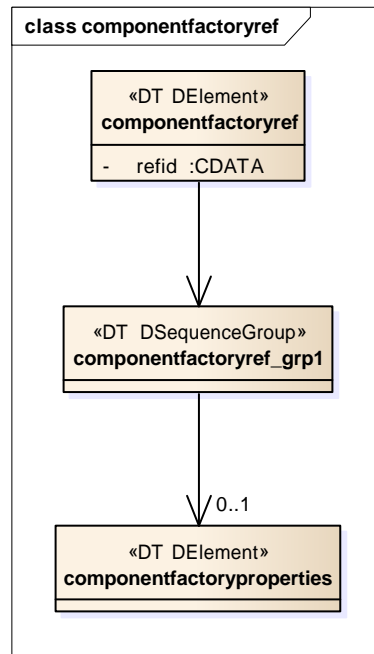 class componentfactoryref
«DT DElement»
componentfactoryref
- refid :CDATA
«DT DSequenceGroup»
componentfactoryref_grp1
0..1
«DT DElement»
componentfactoryproperties